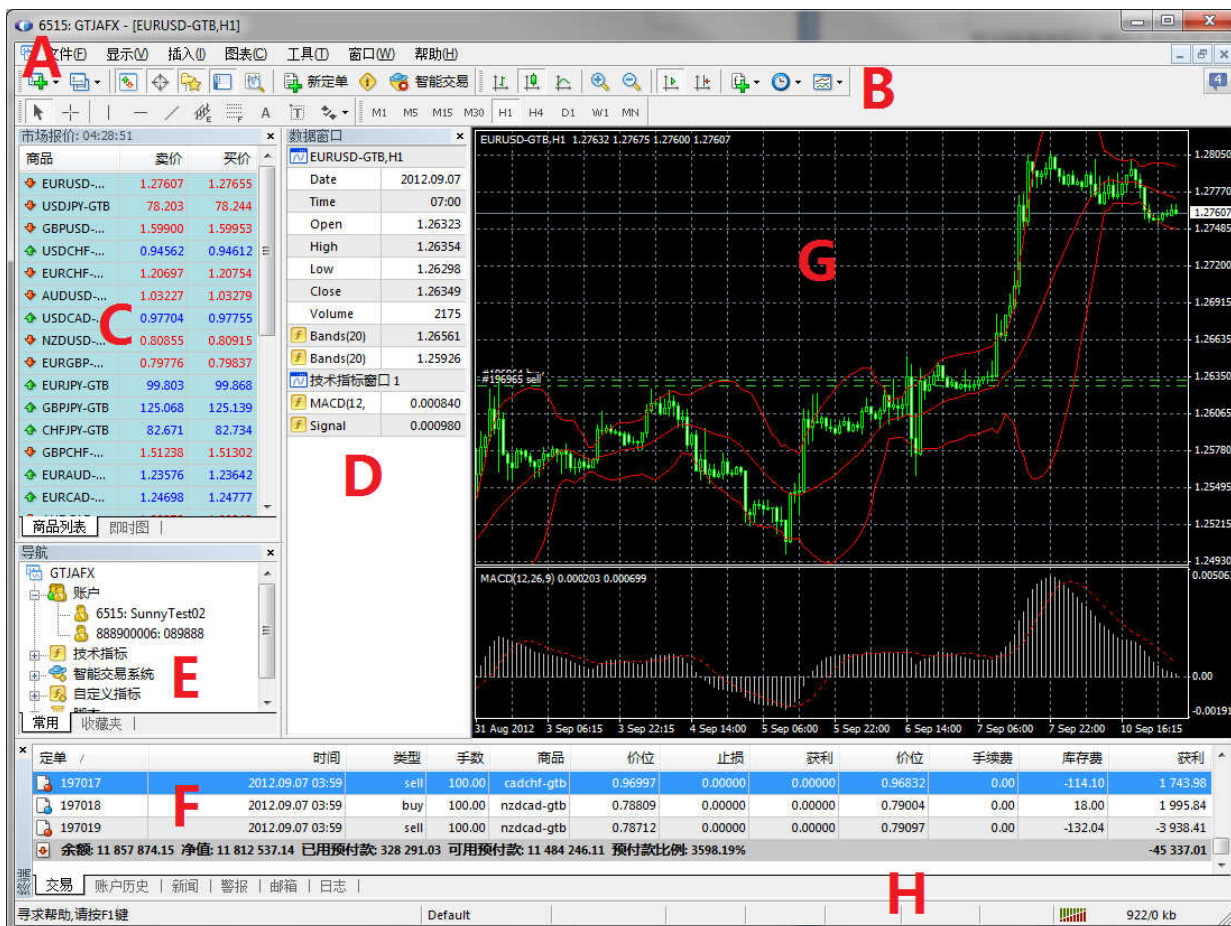 6515: GTJAFX - [EURUSD-GTB,H1]
A
文件(F) 显示(V) 插入(I) 图表(C) 工具(T) 窗口(W) 帮助(H)
新定单 智能交易
B
4
E F A T M1 M5 M15 M30 H1 H4 D1 W1 MN
市场报价: 04:28:51
商品 卖价 买价
EURUSD-... 1.27607 1.27655
USDJPY-GTB 78.203 78.244
GBPUSD-... 1.59900 1.59953
USDCHF-... 0.94562 0.94612
EURCHF-... 1.20697 1.20754
AUDUSD-... 1.03227 1.03279
USDCAD-... 0.97704 0.97755
NZDUSD-... 0.80855 0.80915
EURGBP-... 0.79776 0.79837
EURJPY-GTB 99.803 99.868
GBPJPY-GTB 125.068 125.139
CHFJPY-GTB 82.671 82.734
GBPCHF-... 1.51238 1.51302
EURAUD-... 1.23576 1.23642
EURCAD-... 1.24698 1.24777
C
商品列表 即时图
数据窗口
EURUSD-GTB,H1
Date 2012.09.07
Time 07:00
Open 1.26323
High 1.26354
Low 1.26298
Close 1.26349
Volume 2175
Bands(20) 1.26561
Bands(20) 1.25926
技术指标窗口 1
MACD(12, 0.000840
Signal 0.000980
D
EURUSD-GTB,H1 1.27632 1.27675 1.27600 1.27607
G
#196965 sell
1.28050
1.27770
1.27607
1.27485
1.27200
1.26915
1.26635
1.26350
1.26065
1.25780
1.25495
1.25215
1.24930
MACD(12,26,9) 0.000203 0.000699
0.00506
0.00
-0.00191
31 Aug 2012 3 Sep 06:15 3 Sep 22:15 4 Sep 14:00 5 Sep 06:00 5 Sep 22:00 6 Sep 14:00 7 Sep 06:00 7 Sep 22:00 10 Sep 16:15
导航
GTJAFX
账户
6515: SunnyTest02
888900006: 089888
技术指标
智能交易系统
自定义指标
E
常用 收藏夹
定单 / 时间 类型 手数 商品 价位 止损 获利 价位 手续费 库存费 获利
197017 2012.09.07 03:59 sell 100.00 cadchf-gtb 0.96997 0.00000 0.00000 0.96832 0.00 -114.10 1 743.98
197018 2012.09.07 03:59 buy 100.00 nzdcad-gtb 0.78809 0.00000 0.00000 0.79004 0.00 18.00 1 995.84
197019 2012.09.07 03:59 sell 100.00 nzdcad-gtb 0.78712 0.00000 0.00000 0.79097 0.00 -132.04 -3 938.41
F
余额: 11 857 874.15 净值: 11 812 537.14 已用预付款: 328 291.03 可用预付款: 11 484 246.11 预付款比例: 3598.19% -45 337.01
终端
交易 账户历史 新闻 警报 邮箱 日志
H
寻求帮助,请按F1键 Default 922/0 kb